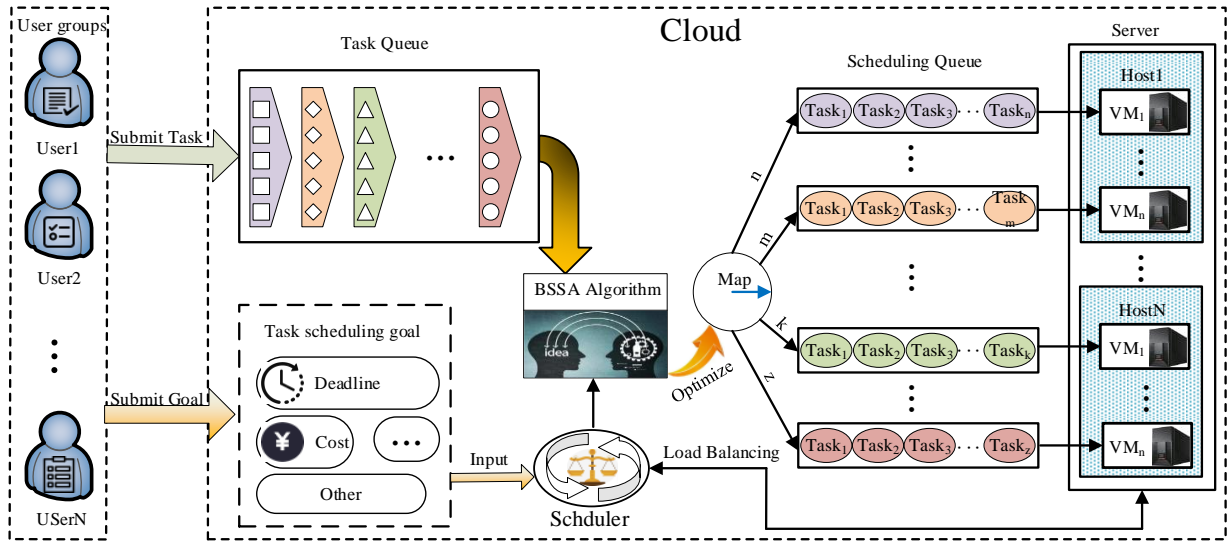 User groups
User1
User2
USerN
Submit Task
Submit Goal
Cloud
Task Queue
Task scheduling goal
Deadline
¥
Cost
Other
Input
BSSA Algorithm
idea
Schduler
Optimize
Load Balancing
Map
n
m
k
z
Scheduling Queue
Task1 Task2 Task3 ··· Taskn
Task1 Task2 Task3 ··· Task
m
Task1 Task2 Task3 ··· Taskk
Task1 Task2 Task3 ··· Taskz
Server
Host1
VM1
VMn
HostN
VM1
VMn